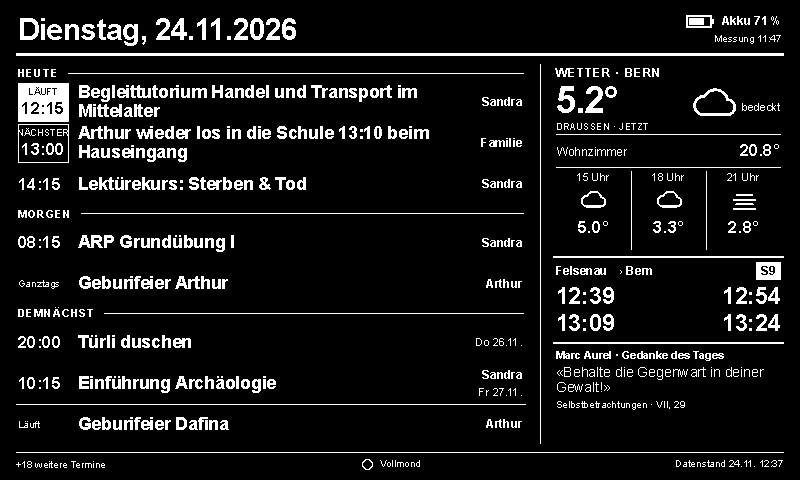 Dienstag, 24.11.2026
Akku 71 %
Messung 11:47
HEUTE
LÄUFT
12:15
Begleittutorium Handel und Transport im
Mittelalter
Sandra
NÄCHSTER
13:00
Arthur wieder los in die Schule 13:10 beim
Hauseingang
Familie
14:15 Lektürekurs: Sterben & Tod Sandra
MORGEN
08:15 ARP Grundübung I Sandra
Ganztags Geburifeier Arthur Arthur
DEMNÄCHST
20:00 Türli duschen Do 26.11.
10:15 Einführung Archäologie Sandra
Fr 27.11.
Läuft Geburifeier Dafina Arthur
WETTER · BERN
5.2°
bedeckt
DRAUSSEN · JETZT
Wohnzimmer 20.8°
15 Uhr 18 Uhr 21 Uhr
5.0° 3.3° 2.8°
Felsenau › Bern S9
12:39 12:54
13:09 13:24
Marc Aurel · Gedanke des Tages
«Behalte die Gegenwart in deiner
Gewalt!»
Selbstbetrachtungen · VII, 29
+18 weitere Termine
Vollmond
Datenstand 24.11. 12:37